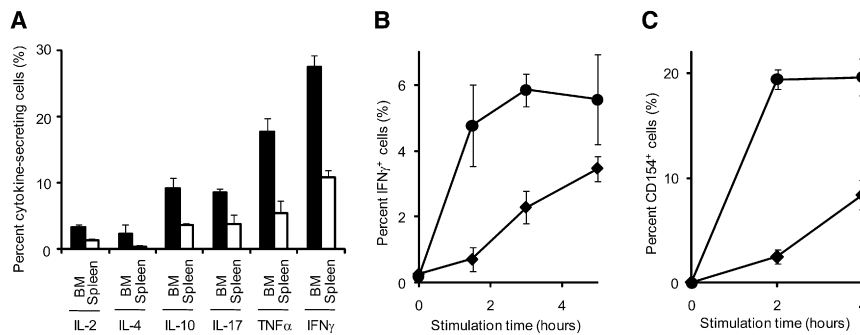 A
Percent cytokine-secreting cells (%)
30
20
10
0
BM
Spleen
BM
Spleen
BM
Spleen
BM
Spleen
BM
Spleen
BM
Spleen
IL-2
IL-4
IL-10
IL-17
TNFα
IFNγ
B
Percent IFNγ+ cells (%)
6
4
2
0
0
2
4
Stimulation time (hours)
C
Percent CD154+ cells (%)
20
10
0
0
2
4
Stimulation time (hours)